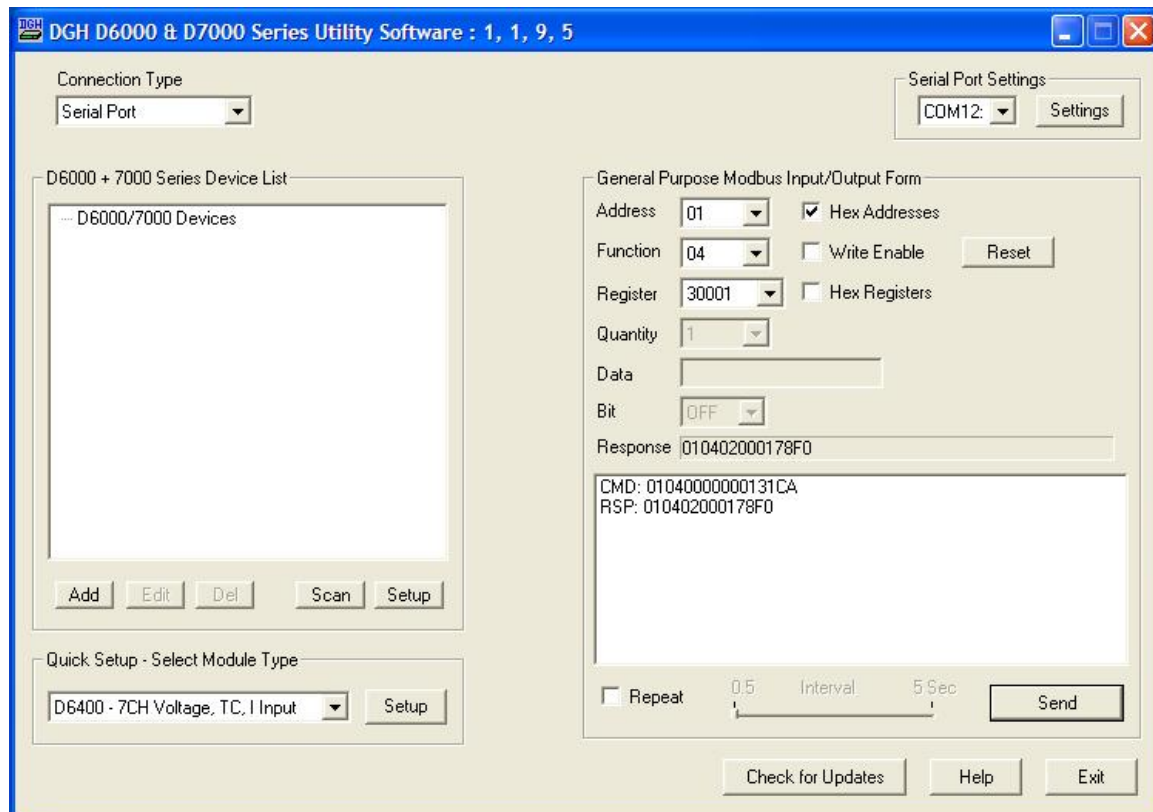 DGH
DGH D6000 & D7000 Series Utility Software : 1, 1, 9, 5
Connection Type
Serial Port
Serial Port Settings
COM12:
Settings
D6000 + 7000 Series Device List
D6000/7000 Devices
Add
Edit
Del
Scan
Setup
Quick Setup - Select Module Type
D6400 - 7CH Voltage, TC, I Input
Setup
General Purpose Modbus Input/Output Form
Address 01 Hex Addresses
Function 04 Write Enable Reset
Register 30001 Hex Registers
Quantity 1
Data
Bit OFF
Response 010402000178F0
CMD: 01040000000131CA
RSP: 010402000178F0
Repeat 0.5 Interval 5 Sec Send
Check for Updates Help Exit